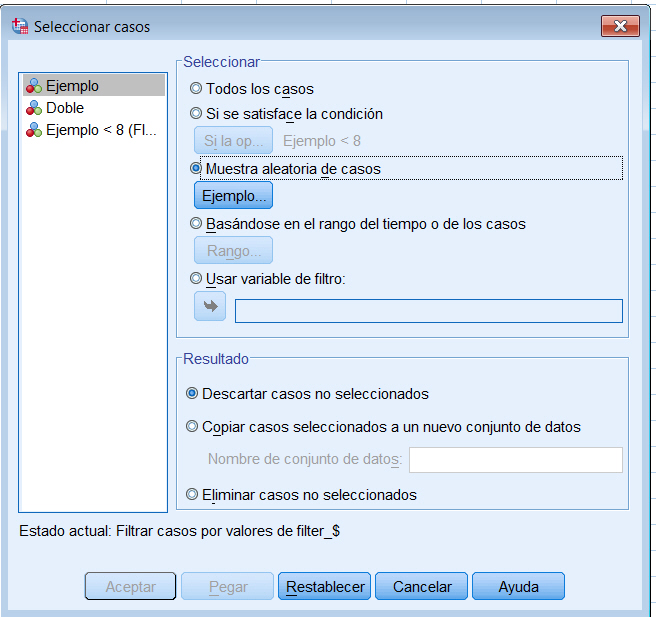 Seleccionar casos
Ejemplo
Doble
Ejemplo < 8 (FI...
Seleccionar
Todos los casos
Si se satisface la condición
Si la op...
Ejemplo < 8
Muestra aleatoria de casos
Ejemplo...
Basándose en el rango del tiempo o de los casos
Rango...
Usar variable de filtro:
Resultado
Descartar casos no seleccionados
Copiar casos seleccionados a un nuevo conjunto de datos
Nombre de conjunto de datos:
Eliminar casos no seleccionados
Estado actual: Filtrar casos por valores de filter_$
Aceptar Pegar Restablecer Cancelar Ayuda